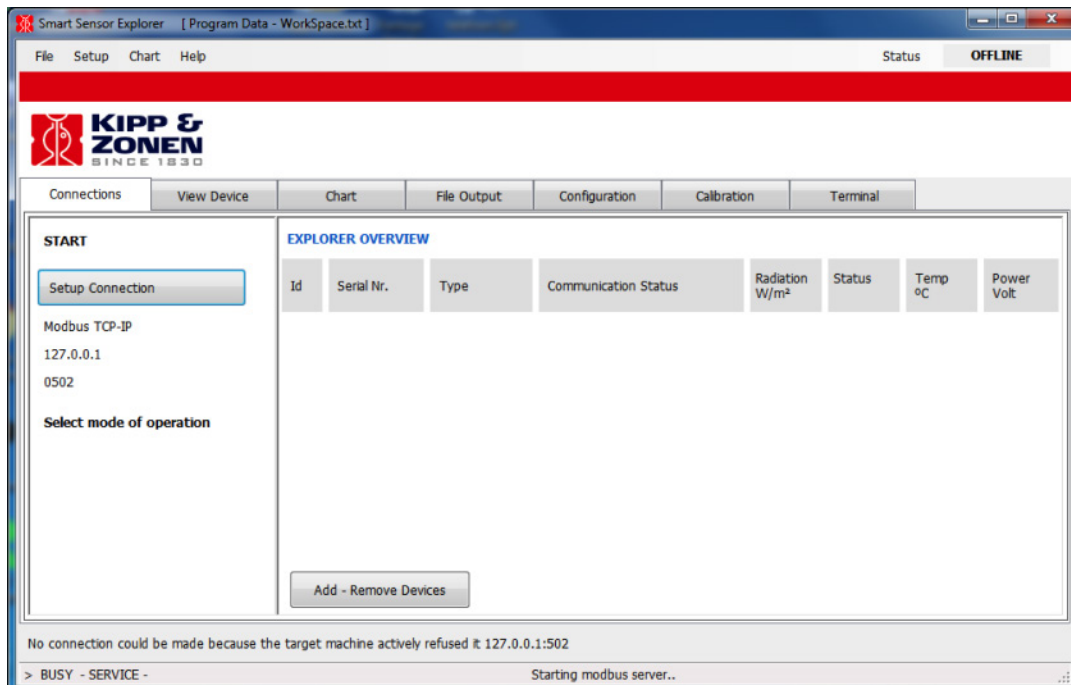 Smart Sensor Explorer [ Program Data - WorkSpace.txt ]
File Setup Chart Help Status OFFLINE
KIPP &
ZONEN
SINCE 1830
Connections View Device Chart File Output Configuration Calibration Terminal
START
Setup Connection
Modbus TCP-IP
127.0.0.1
0502
Select mode of operation
EXPLORER OVERVIEW
Id Serial Nr. Type Communication Status Radiation W/m² Status Temp ºC Power Volt
Add - Remove Devices
No connection could be made because the target machine actively refused it 127.0.0.1:502
> BUSY - SERVICE - Starting modbus server..